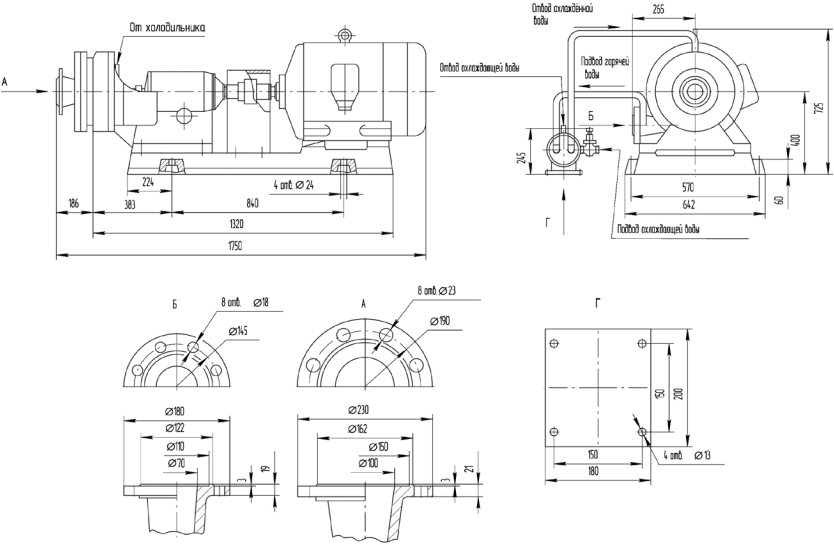 От холодильника
А
224
4 отв. ∅ 24
186
383
840
1320
1750
Отвод охлаждённой
воды
265
Отвод охлаждающей воды
Подвод горячей
воды
Б
245
725
400
60
570
642
Г
Подвод охлаждающей воды
Б
8 отв. ∅18
∅145
А
8 отв. ∅23
∅190
Г
∅180
∅122
∅110
∅70
3
19
∅230
∅162
∅150
∅100
3
21
150
200
4 отв. ∅13
150
180